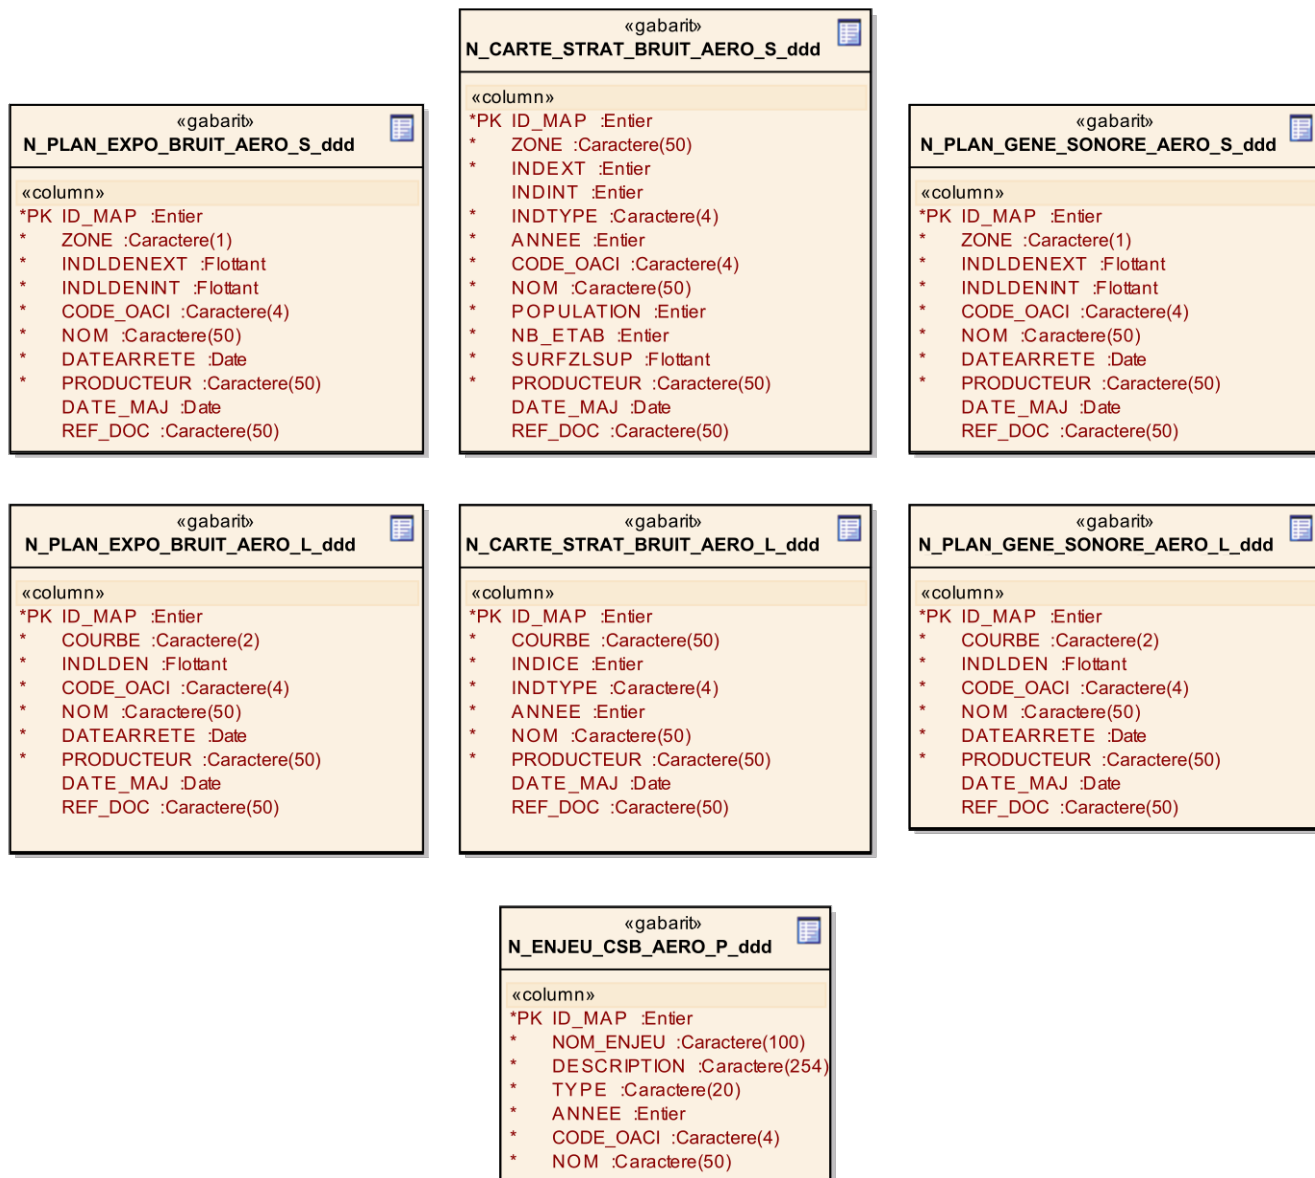 «gabarit»
N_CARTE_STRAT_BRUIT_AERO_S_ddd
«column»
*PK ID_MAP :Entier
* ZONE :Caractere(50)
* INDEXT :Entier
INDINT :Entier
* INDTYPE :Caractere(4)
* ANNEE :Entier
* CODE_OACI :Caractere(4)
* NOM :Caractere(50)
* POPULATION :Entier
* NB_ETAB :Entier
* SURFZLSUP :Flottant
* PRODUCTEUR :Caractere(50)
DATE_MAJ :Date
REF_DOC :Caractere(50)
«gabarit»
N_PLAN_EXPO_BRUIT_AERO_S_ddd
«column»
*PK ID_MAP :Entier
* ZONE :Caractere(1)
* INDLDENEXT :Flottant
* INDLDENINT :Flottant
* CODE_OACI :Caractere(4)
* NOM :Caractere(50)
* DATEARRETE :Date
* PRODUCTEUR :Caractere(50)
DATE_MAJ :Date
REF_DOC :Caractere(50)
«gabarit»
N_PLAN_GENE_SONORE_AERO_S_ddd
«column»
*PK ID_MAP :Entier
* ZONE :Caractere(1)
* INDLDENEXT :Flottant
* INDLDENINT :Flottant
* CODE_OACI :Caractere(4)
* NOM :Caractere(50)
* DATEARRETE :Date
* PRODUCTEUR :Caractere(50)
DATE_MAJ :Date
REF_DOC :Caractere(50)
«gabarit»
N_PLAN_EXPO_BRUIT_AERO_L_ddd
«column»
*PK ID_MAP :Entier
* COURBE :Caractere(2)
* INDLDEN :Flottant
* CODE_OACI :Caractere(4)
* NOM :Caractere(50)
* DATEARRETE :Date
* PRODUCTEUR :Caractere(50)
DATE_MAJ :Date
REF_DOC :Caractere(50)
«gabarit»
N_CARTE_STRAT_BRUIT_AERO_L_ddd
«column»
*PK ID_MAP :Entier
* COURBE :Caractere(50)
* INDICE :Entier
* INDTYPE :Caractere(4)
* ANNEE :Entier
* NOM :Caractere(50)
* PRODUCTEUR :Caractere(50)
DATE_MAJ :Date
REF_DOC :Caractere(50)
«gabarit»
N_PLAN_GENE_SONORE_AERO_L_ddd
«column»
*PK ID_MAP :Entier
* COURBE :Caractere(2)
* INDLDEN :Flottant
* CODE_OACI :Caractere(4)
* NOM :Caractere(50)
* DATEARRETE :Date
* PRODUCTEUR :Caractere(50)
DATE_MAJ :Date
REF_DOC :Caractere(50)
«gabarit»
N_ENJEU_CSB_AERO_P_ddd
«column»
*PK ID_MAP :Entier
* NOM_ENJEU :Caractere(100)
* DESCRIPTION :Caractere(254)
* TYPE :Caractere(20)
* ANNEE :Entier
* CODE_OACI :Caractere(4)
* NOM :Caractere(50)